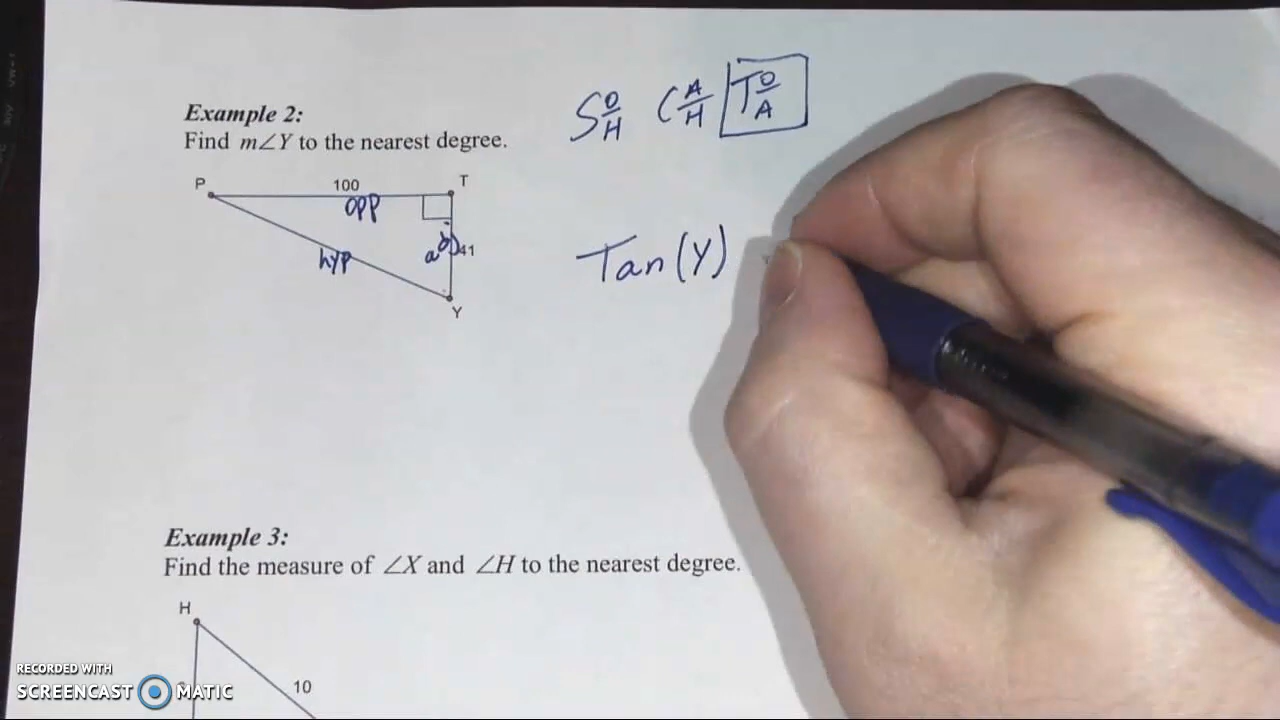 Example 2:
Find m∠Y to the nearest degree.
S O/H C A/H T O/A
P
100
T
opp
hyp
adj
41
Y
Tan(Y)
Example 3:
Find the measure of ∠X and ∠H to the nearest degree.
H
10
RECORDED WITH
SCREENCAST MATIC